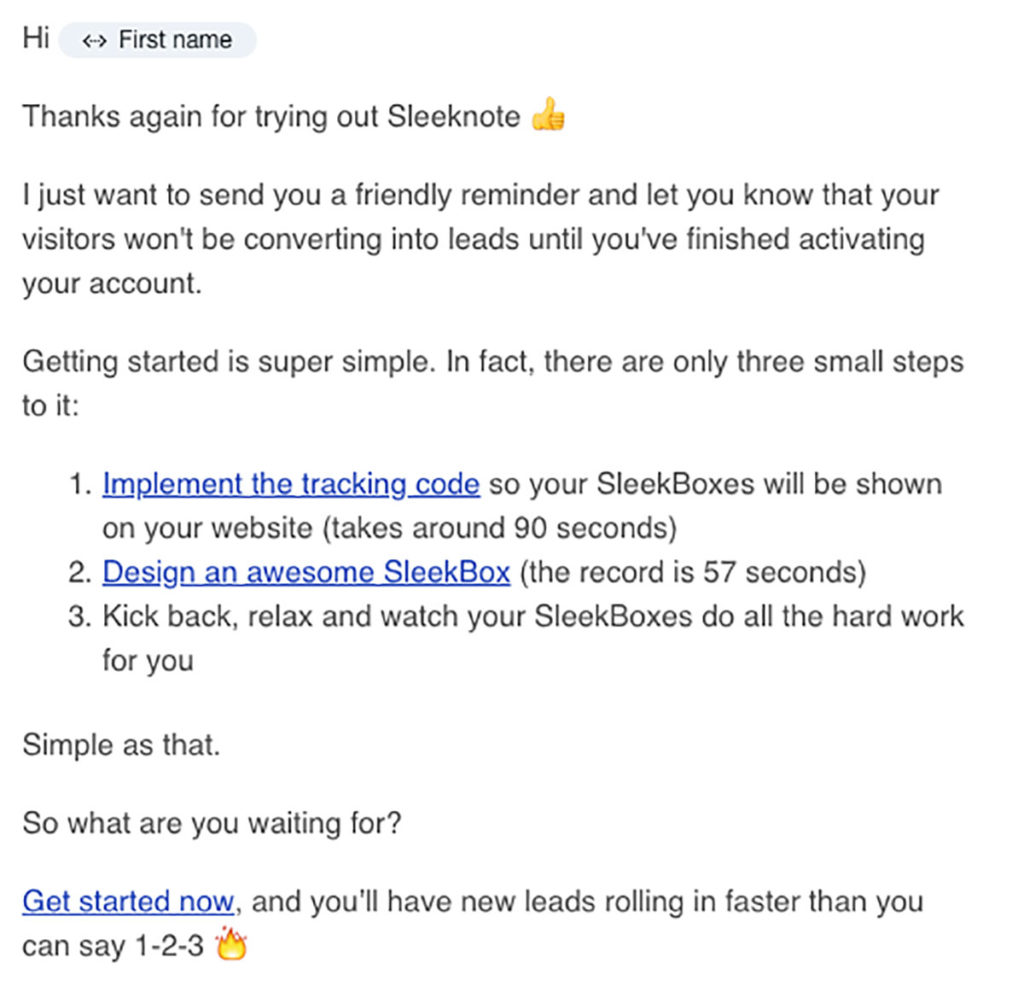 Hi <-> First name
Thanks again for trying out Sleeknote 👍
I just want to send you a friendly reminder and let you know that your
visitors won't be converting into leads until you've finished activating
your account.
Getting started is super simple. In fact, there are only three small steps
to it:
1. Implement the tracking code so your SleekBoxes will be shown
on your website (takes around 90 seconds)
2. Design an awesome SleekBox (the record is 57 seconds)
3. Kick back, relax and watch your SleekBoxes do all the hard work
for you
Simple as that.
So what are you waiting for?
Get started now, and you'll have new leads rolling in faster than you
can say 1-2-3 🔥